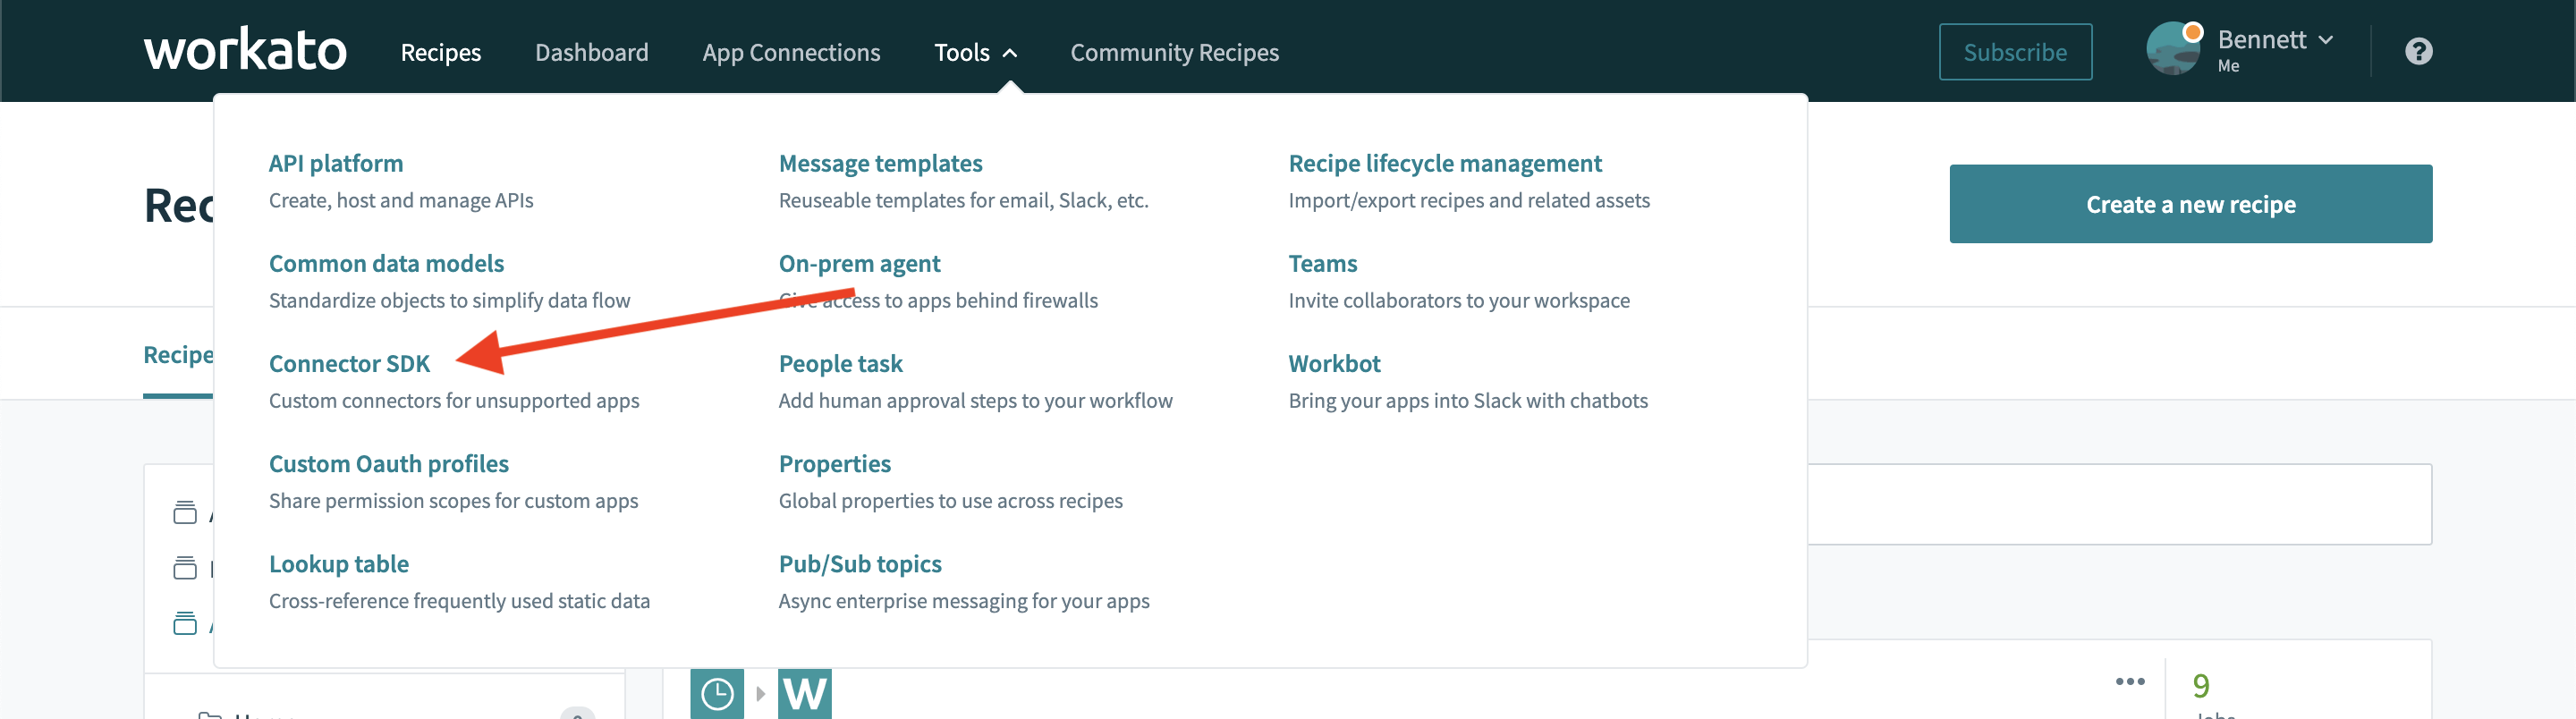 workato Recipes Dashboard App Connections Tools Community Recipes Subscribe Bennett
Me
API platform
Create, host and manage APIs
Common data models
Standardize objects to simplify data flow
Connector SDK
Custom connectors for unsupported apps
Custom Oauth profiles
Share permission scopes for custom apps
Lookup table
Cross-reference frequently used static data
Message templates
Reuseable templates for email, Slack, etc.
On-prem agent
Give access to apps behind firewalls
People task
Add human approval steps to your workflow
Properties
Global properties to use across recipes
Pub/Sub topics
Async enterprise messaging for your apps
Recipe lifecycle management
Import/export recipes and related assets
Teams
Invite collaborators to your workspace
Workbot
Bring your apps into Slack with chatbots
Rec
Create a new recipe
Recipe
W
9